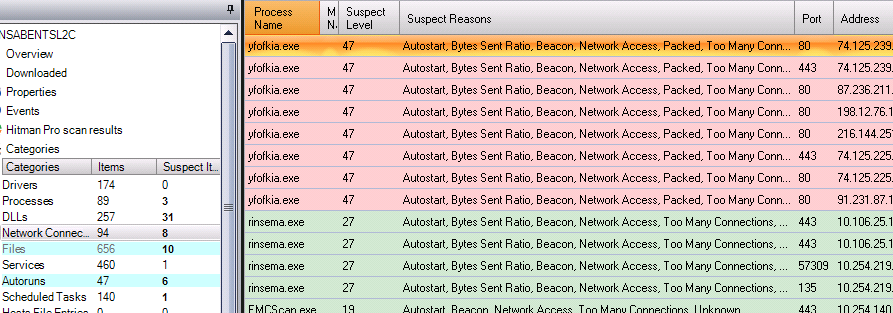 NSABENTSL2C
Overview
Downloaded
Properties
Events
Hitman Pro scan results
Categories
Categories Items Suspect It...
Drivers 174 0
Processes 89 3
DLLs 257 31
Network Connec... 94 8
Files 656 10
Services 460 1
Autoruns 47 6
Scheduled Tasks 140 1
Hosts File Entries 0 0
Process Name M N. Suspect Level Suspect Reasons Port Address
yfofkia.exe 47 Autostart, Bytes Sent Ratio, Beacon, Network Access, Packed, Too Many Conn... 80 74.125.239.
yfofkia.exe 47 Autostart, Bytes Sent Ratio, Beacon, Network Access, Packed, Too Many Conn... 443 74.125.239.
yfofkia.exe 47 Autostart, Bytes Sent Ratio, Beacon, Network Access, Packed, Too Many Conn... 80 87.236.211.
yfofkia.exe 47 Autostart, Bytes Sent Ratio, Beacon, Network Access, Packed, Too Many Conn... 80 198.12.76.1
yfofkia.exe 47 Autostart, Bytes Sent Ratio, Beacon, Network Access, Packed, Too Many Conn... 80 216.144.25
yfofkia.exe 47 Autostart, Bytes Sent Ratio, Beacon, Network Access, Packed, Too Many Conn... 443 74.125.225.
yfofkia.exe 47 Autostart, Bytes Sent Ratio, Beacon, Network Access, Packed, Too Many Conn... 80 74.125.225.
yfofkia.exe 47 Autostart, Bytes Sent Ratio, Beacon, Network Access, Packed, Too Many Conn... 80 91.231.87.1
rinsema.exe 27 Autostart, Bytes Sent Ratio, Beacon, Network Access, Too Many Connections, ... 443 10.106.25.1
rinsema.exe 27 Autostart, Bytes Sent Ratio, Beacon, Network Access, Too Many Connections, ... 443 10.106.25.1
rinsema.exe 27 Autostart, Bytes Sent Ratio, Beacon, Network Access, Too Many Connections, ... 57309 10.254.219.
rinsema.exe 27 Autostart, Bytes Sent Ratio, Beacon, Network Access, Too Many Connections, ... 135 10.254.219.
EMCScan.exe 19 Autostart, Beacon, Network Access, Too Many Connections, Unknown 443 10.254.140.